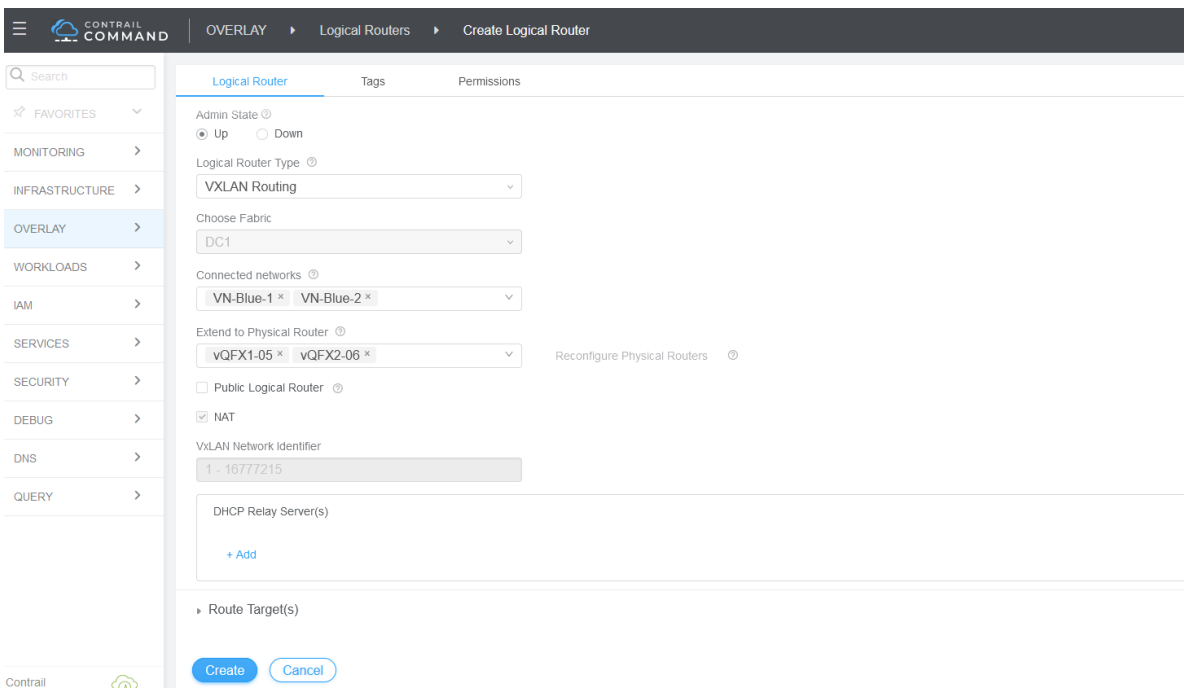 CONTRAIL
COMMAND
OVERLAY
Logical Routers
Create Logical Router
Search
FAVORITES
MONITORING
INFRASTRUCTURE
OVERLAY
WORKLOADS
IAM
SERVICES
SECURITY
DEBUG
DNS
QUERY
Contrail
Logical Router
Tags
Permissions
Admin State
Up
Down
Logical Router Type
VXLAN Routing
Choose Fabric
DC1
Connected networks
VN-Blue-1 × VN-Blue-2 ×
Extend to Physical Router
vQFX1-05 × vQFX2-06 ×
Reconfigure Physical Routers
Public Logical Router
NAT
VxLAN Network Identifier
1 - 16777215
DHCP Relay Server(s)
+ Add
Route Target(s)
Create
Cancel